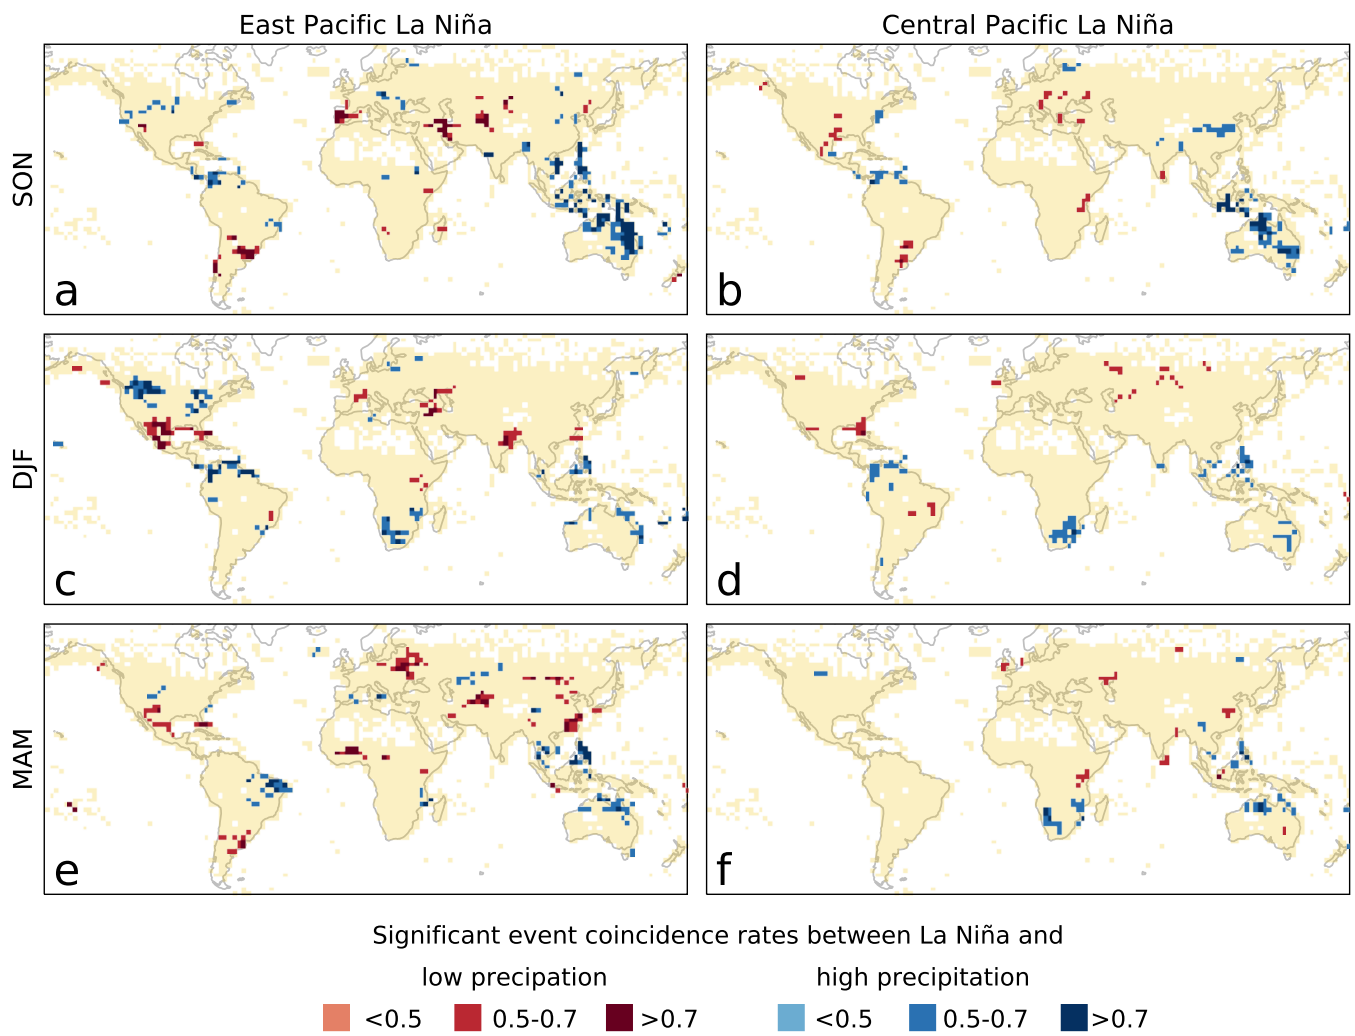 East Pacific La Niña
Central Pacific La Niña
SON
a
b
DJF
c
d
MAM
e
f
Significant event coincidence rates between La Niña and
low precipation
high precipitation
<0.5
0.5-0.7
>0.7
<0.5
0.5-0.7
>0.7